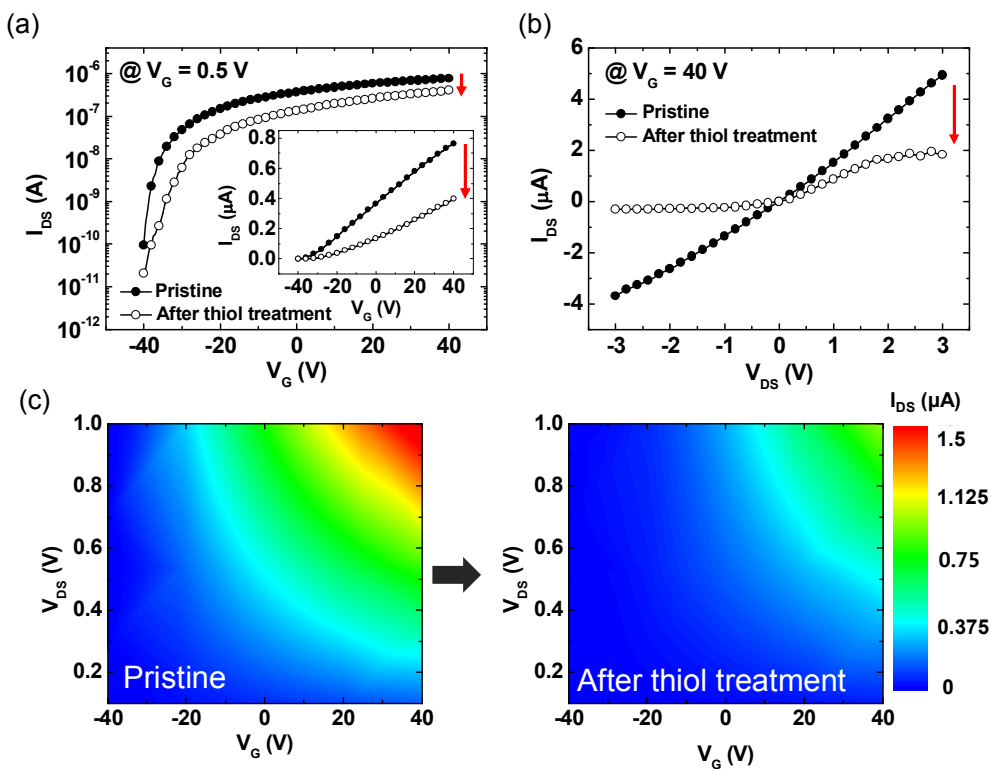 (a)
@ V_G = 0.5 V
10^-6
10^-7
10^-8
10^-9
10^-10
10^-11
10^-12
I_DS (A)
Pristine
After thiol treatment
-40 -20 0 20 40
V_G (V)
0.8
0.6
0.4
0.2
0.0
I_DS (µA)
-40 -20 0 20 40
V_G (V)
(b)
@ V_G = 40 V
Pristine
After thiol treatment
6
4
2
0
-2
-4
I_DS (µA)
-3 -2 -1 0 1 2 3
V_DS (V)
(c)
1.0
0.8
0.6
0.4
0.2
V_DS (V)
Pristine
-40 -20 0 20 40
V_G (V)
1.0
0.8
0.6
0.4
0.2
V_DS (V)
After thiol treatment
-40 -20 0 20 40
V_G (V)
I_DS (µA)
1.5
1.125
0.75
0.375
0